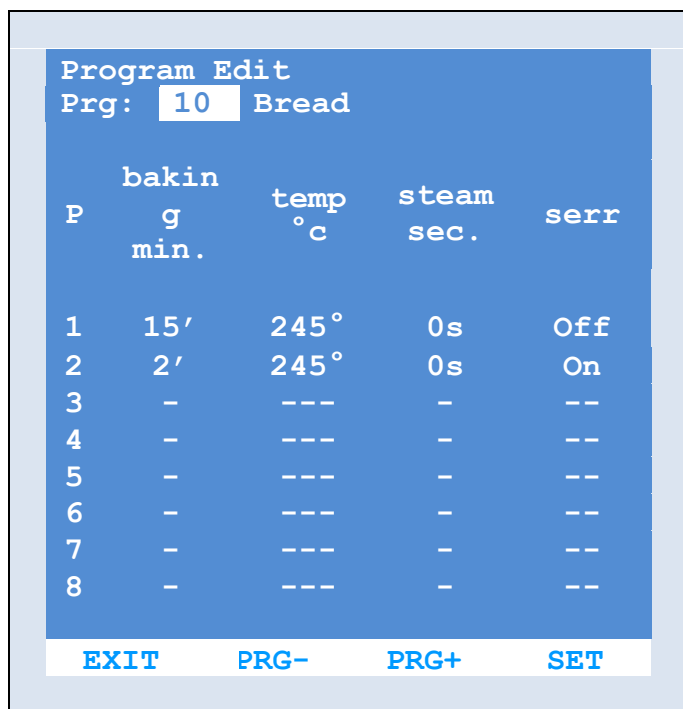 Program Edit
Prg: 10 Bread
P bakin
g
min. temp
°c steam
sec. serr
1 15′ 245° 0s Off
2 2′ 245° 0s On
3 - --- - --
4 - --- - --
5 - --- - --
6 - --- - --
7 - --- - --
8 - --- - --
EXIT PRG- PRG+ SET